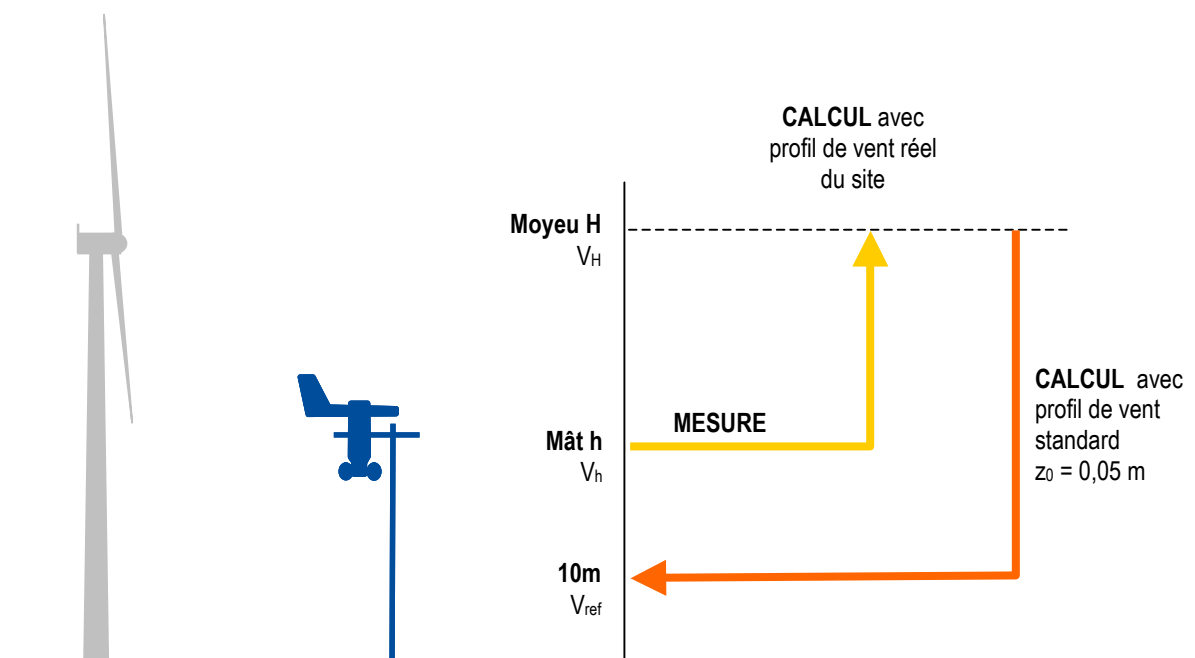 CALCUL avec
profil de vent réel
du site
Moyeu H
VH
CALCUL avec
profil de vent
standard
z0 = 0,05 m
MESURE
Mât h
Vh
10m
Vref